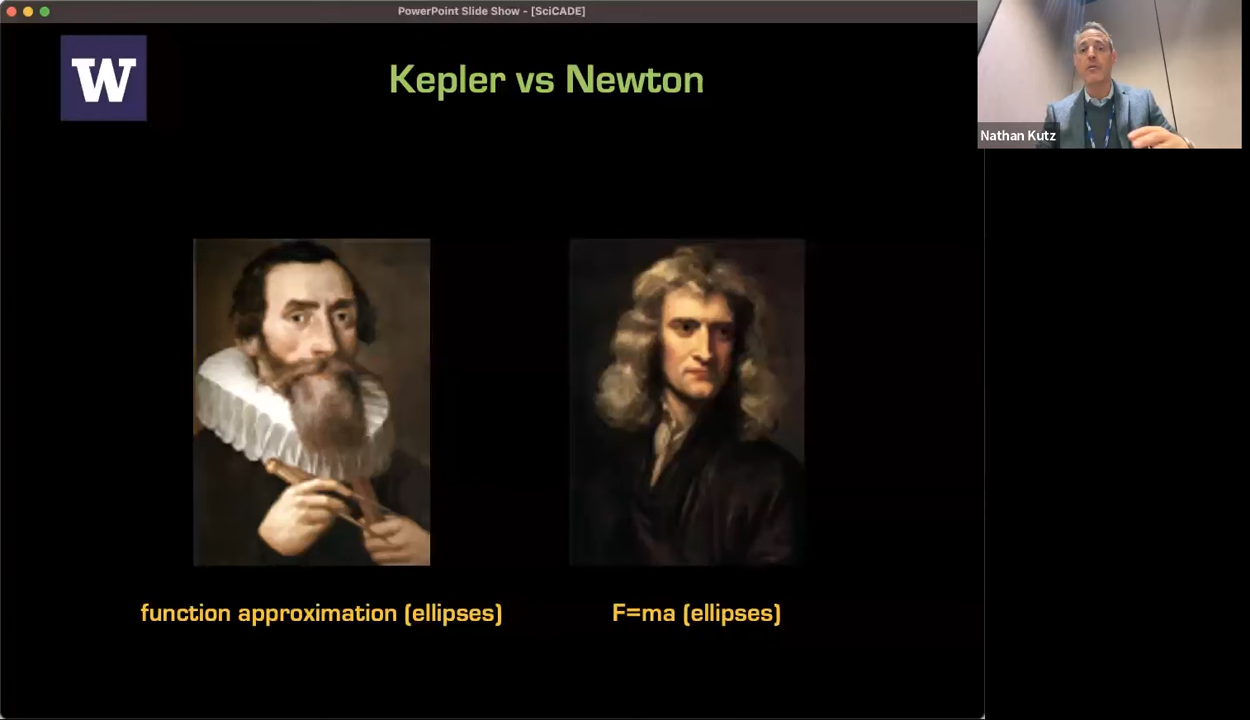 PowerPoint Slide Show - [SciCADE]
W
Kepler vs Newton
Nathan Kutz
function approximation (ellipses)
F=ma (ellipses)